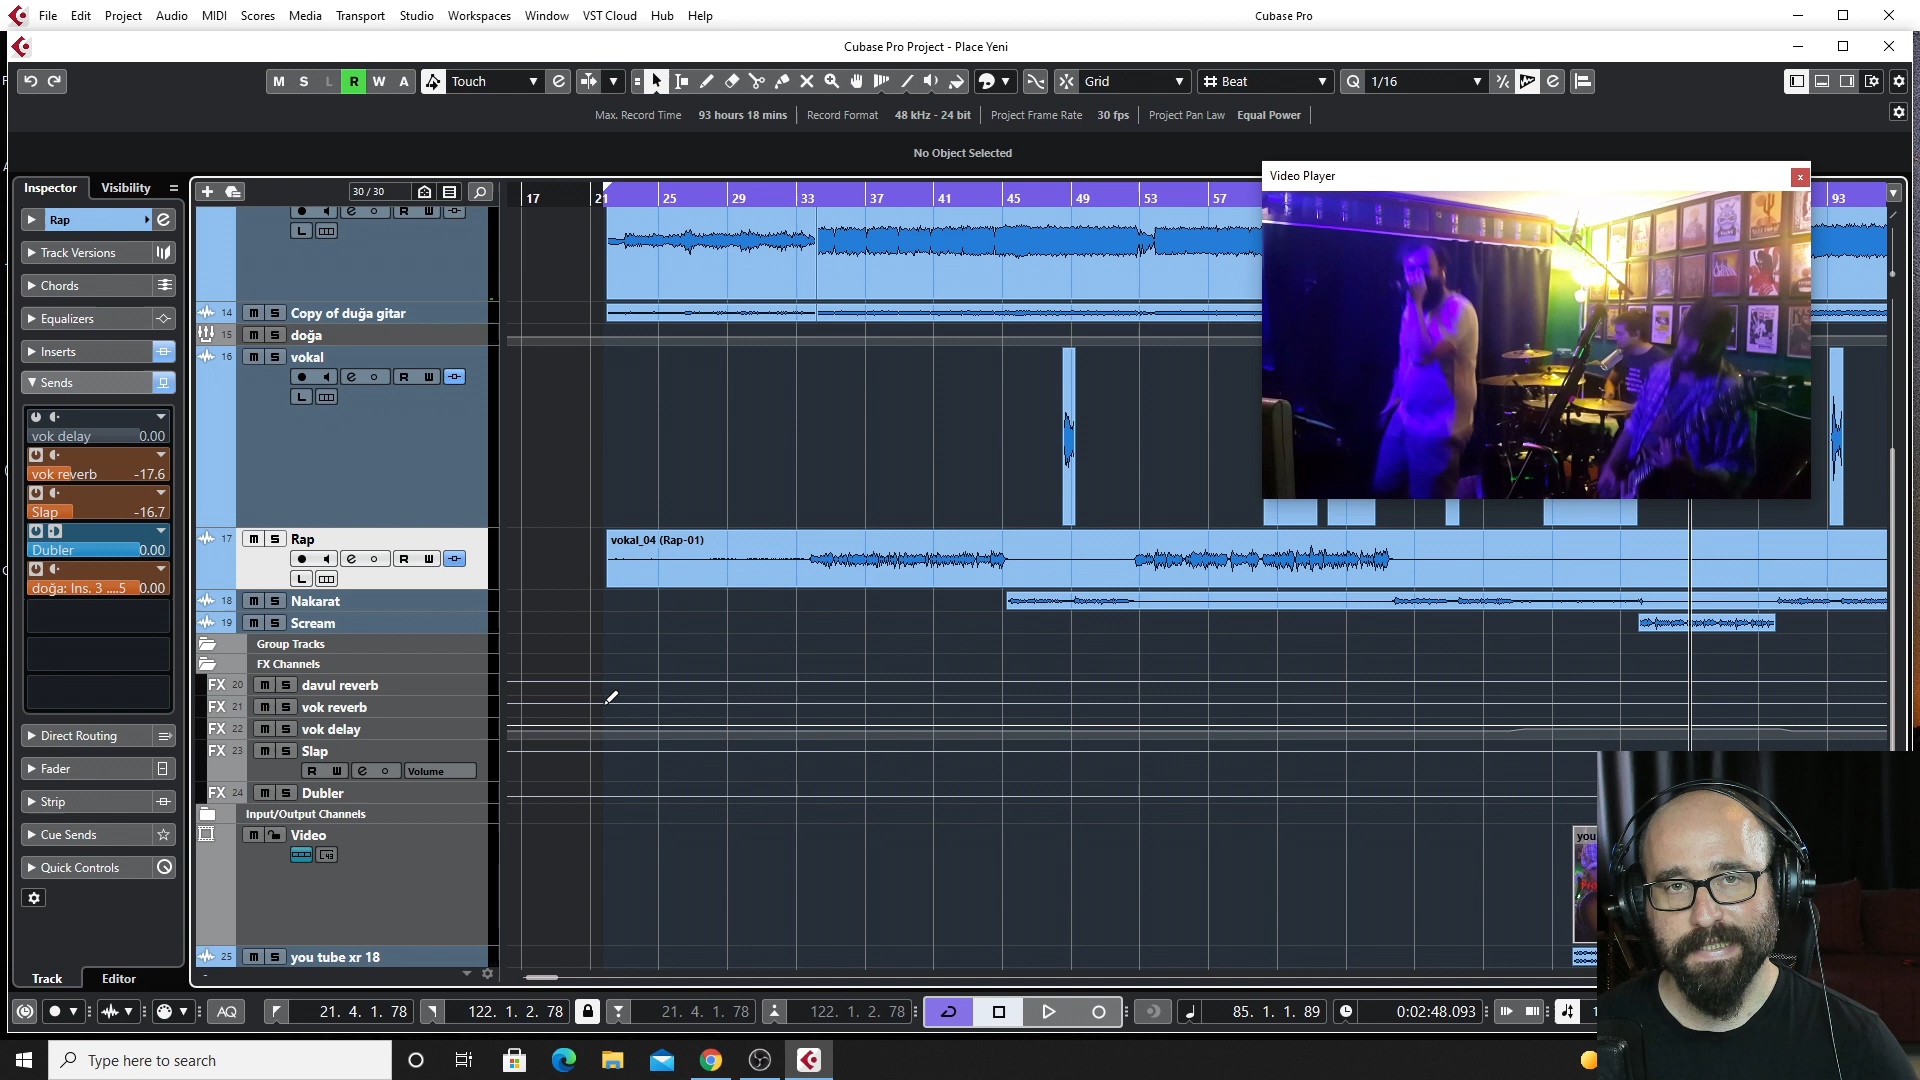 File Edit Project Audio MIDI Scores Media Transport Studio Workspaces Window VST Cloud Hub Help
Cubase Pro
Cubase Pro Project - Place Yeni
M S L R W A Touch Grid Beat Q 1/16
Max. Record Time 93 hours 18 mins Record Format 48 kHz - 24 bit Project Frame Rate 30 fps Project Pan Law Equal Power
No Object Selected
Video Player
Inspector Visibility
30 / 30
17 21 25 29 33 37 41 45 49 53 57 93
Rap
Track Versions
Chords
Equalizers
Inserts
Sends
vok delay 0.00
vok reverb -17.6
Slap -16.7
Dubler 0.00
doğa: Ins. 3 ....5 0.00
Direct Routing
Fader
Strip
Cue Sends
Quick Controls
Track Editor
L
14 m S Copy of duğa gitar
15 m S doğa
16 m S vokal
R W
L
17 m S Rap
R W
L
vokal_04 (Rap-01)
18 m S Nakarat
19 m S Scream
Group Tracks
FX Channels
FX 20 m S davul reverb
FX 21 m S vok reverb
FX 22 m S vok delay
FX 23 m S Slap
R W Volume
FX 24 m S Dubler
Input/Output Channels
m Video
you
25 m S you tube xr 18
AQ 21. 4. 1. 78 122. 1. 2. 78 21. 4. 1. 78 122. 1. 2. 78 85. 1. 1. 89 0:02:48.093
Type here to search